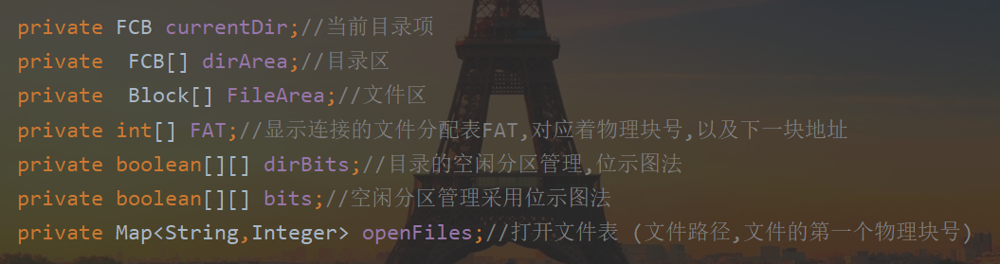 private FCB currentDir;//当前目录项
private  FCB[] dirArea;//目录区
private  Block[] FileArea;//文件区
private int[] FAT;//显示连接的文件分配表FAT,对应着物理块号,以及下一块地址
private boolean[][] dirBits;//目录的空闲分区管理,位示图法
private boolean[][] bits;//空闲分区管理采用位示图法
private Map<String,Integer> openFiles;//打开文件表 (文件路径,文件的第一个物理块号)